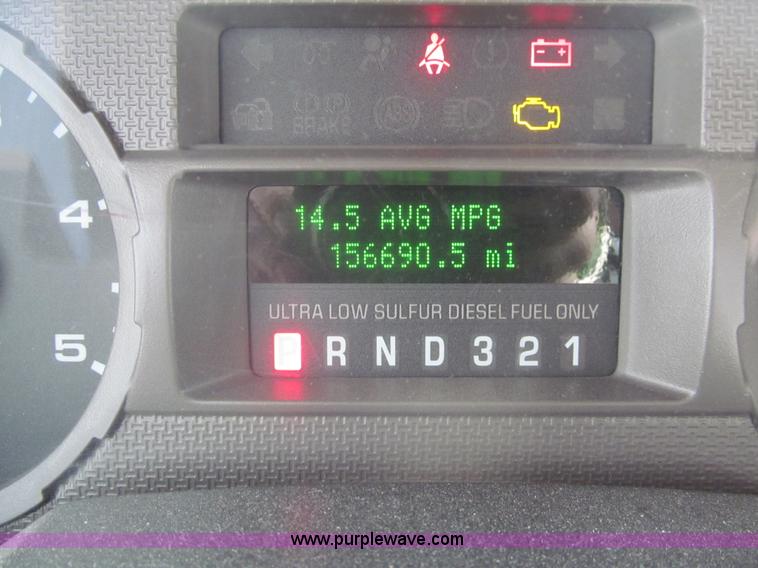 BRAKE
ABS
4
14.5 AVG MPG
156690.5 mi
ULTRA LOW SULFUR DIESEL FUEL ONLY
5
P R N D 3 2 1
www.purplewave.com